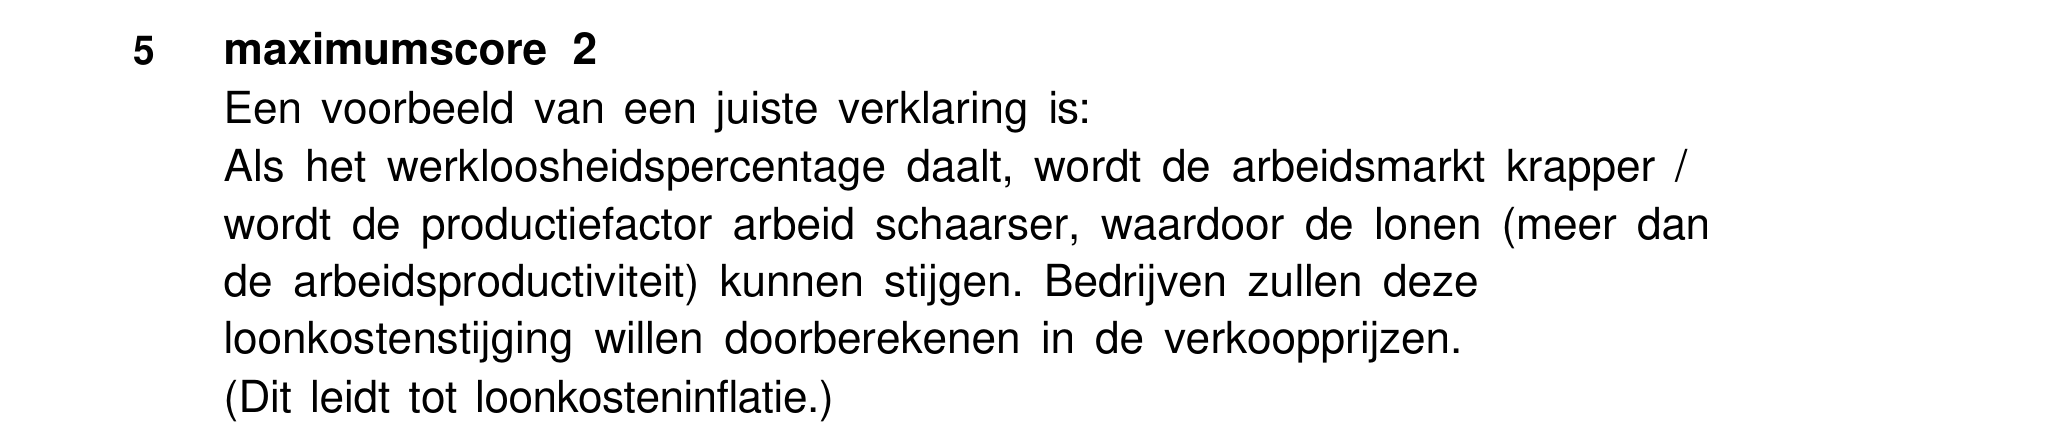 5 maximumscore 2
Een voorbeeld van een juiste verklaring is:
Als het werkloosheidspercentage daalt, wordt de arbeidsmarkt krapper /
wordt de productiefactor arbeid schaarser, waardoor de lonen (meer dan
de arbeidsproductiviteit) kunnen stijgen. Bedrijven zullen deze
loonkostenstijging willen doorberekenen in de verkoopprijzen.
(Dit leidt tot loonkosteninflatie.)